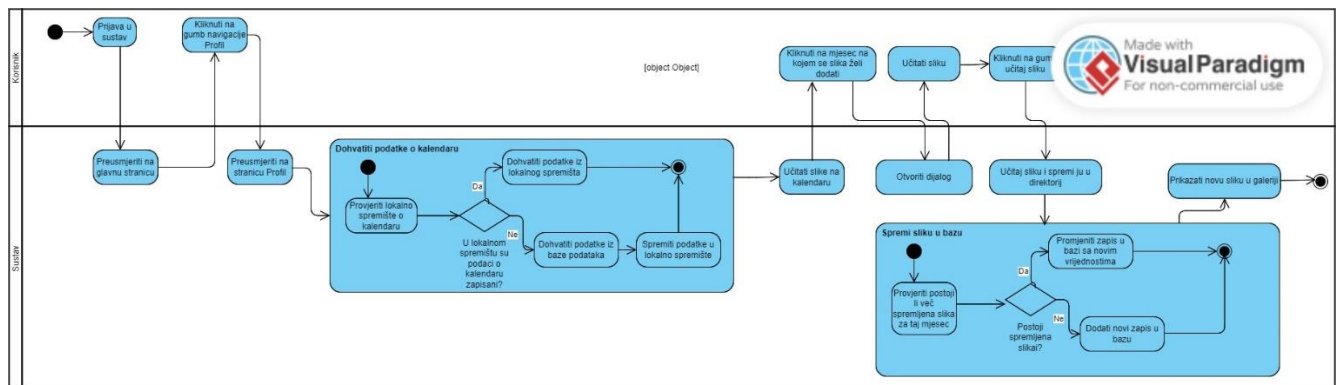 Korisnik
Prijava u
sustav
Kliknuti na
gumb navigacije
Profil
[object Object]
Kliknuti na mjesec na
kojem se slika želi
dodati
Učitati sliku
Kliknuti na gum
učitaj sliku
Made with
Visual Paradigm
For non-commercial use
Sustav
Preusmjeriti na
glavnu stranicu
Preusmjeriti na
stranicu Profil
Dohvatiti podatke o kalendaru
Provjeriti lokalno
spremište o
kalendaru
Da
Dohvatiti podatke iz
lokalnog spremišta
Ne
U lokalnom
spremištu su
podaci o
kalendaru
zapisani?
Dohvatiti podatke iz
baze podataka
Spremiti podatke u
lokalno spremište
Učitati slike na
kalendaru
Otvoriti dijalog
Učitaj sliku i spremi ju u
direktorij
Prikazati novu sliku u galeriji
Spremi sliku u bazu
Provjeriti postoji
li več
spremljena slika
za taj mjesec
Da
Promjeniti zapis u
bazi sa novim
vrijednostima
Ne
Postoji
spremljena
slikai?
Dodati novi zapis u
bazu